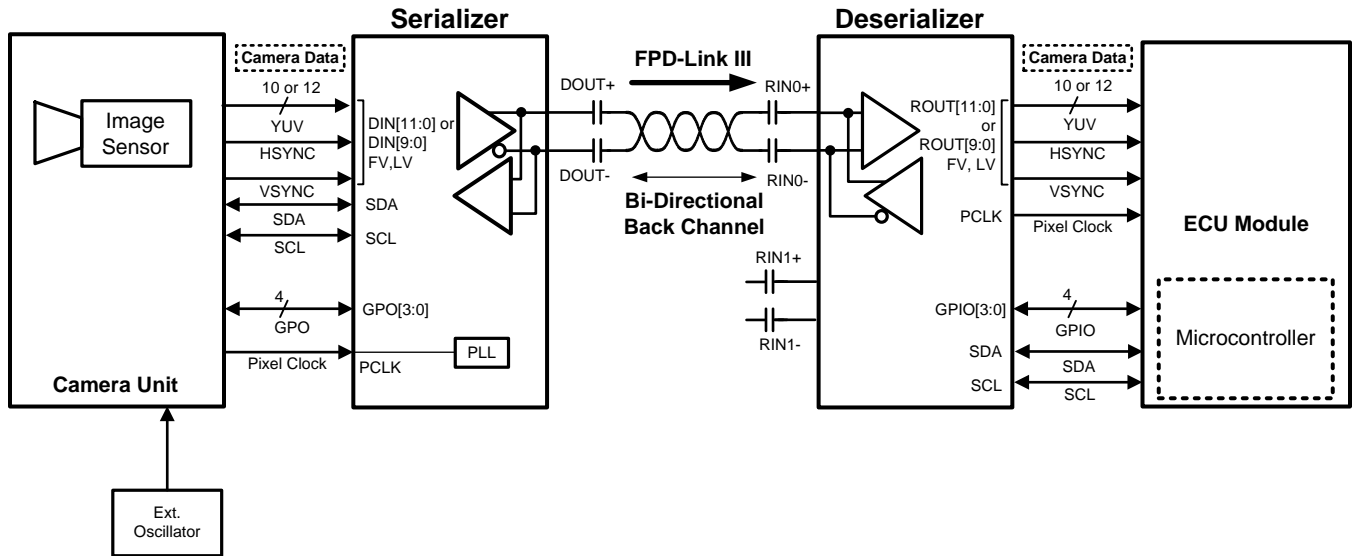 Serializer
Deserializer
Camera Data
10 or 12
YUV
HSYNC
VSYNC
SDA
SCL
4
GPO
Pixel Clock
Image
Sensor
Camera Unit
Ext.
Oscillator
DIN[11:0] or
DIN[9:0]
FV,LV
SDA
SCL
GPO[3:0]
PCLK
PLL
DOUT+
DOUT-
FPD-Link III
Bi-Directional
Back Channel
RIN0+
RIN0-
RIN1+
RIN1-
ROUT[11:0]
or
ROUT[9:0]
FV, LV
PCLK
GPIO[3:0]
SDA
SCL
Camera Data
10 or 12
YUV
HSYNC
VSYNC
Pixel Clock
4
GPIO
SDA
SCL
ECU Module
Microcontroller